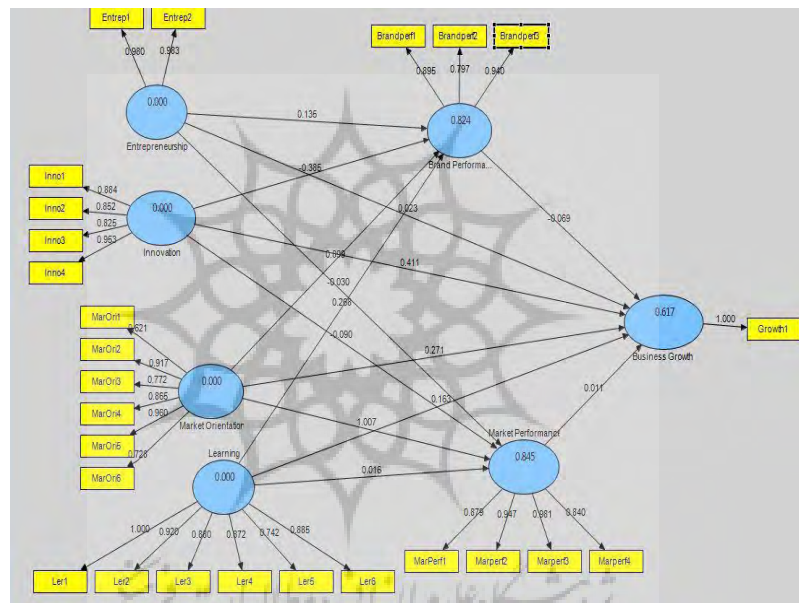 Entrep1 Entrep2
0.980 0.983
Brandperf1 Brandperf2 Brandperf3
0.895 0.797 0.940
0.000
Entrepreneurship
0.824
Brand Performa...
0.136
-0.385
0.023
-0.069
Inno1
Inno2
Inno3
Inno4
0.884
0.852
0.825
0.953
0.000
Innovation
0.899
-0.030
0.268
-0.090
0.411
0.617
Business Growth
1.000
Growth1
MarOri1
MarOri2
MarOri3
MarOri4
MarOri5
MarOri6
0.621
0.917
0.772
0.865
0.960
0.728
0.000
Market Orientation
0.271
0.163
0.011
1.007
0.016
Market Performance
0.845
Learning
0.000
1.000 0.920 0.880 0.872 0.742 0.885
Ler1 Ler2 Ler3 Ler4 Ler5 Ler6
0.879 0.947 0.981 0.840
MarPerf1 Marperf2 Marperf3 Marperf4